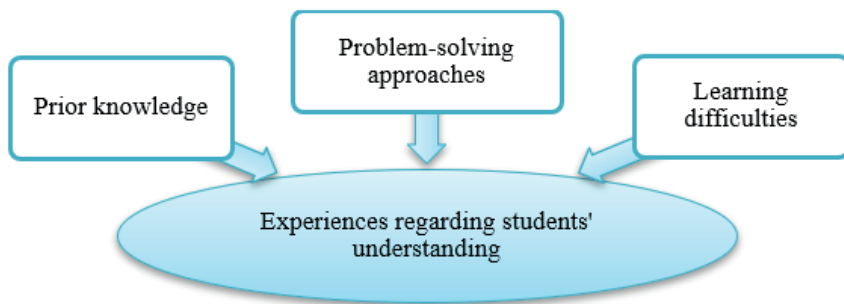 Prior knowledge
Problem-solving
approaches
Learning
difficulties
Experiences regarding students'
understanding